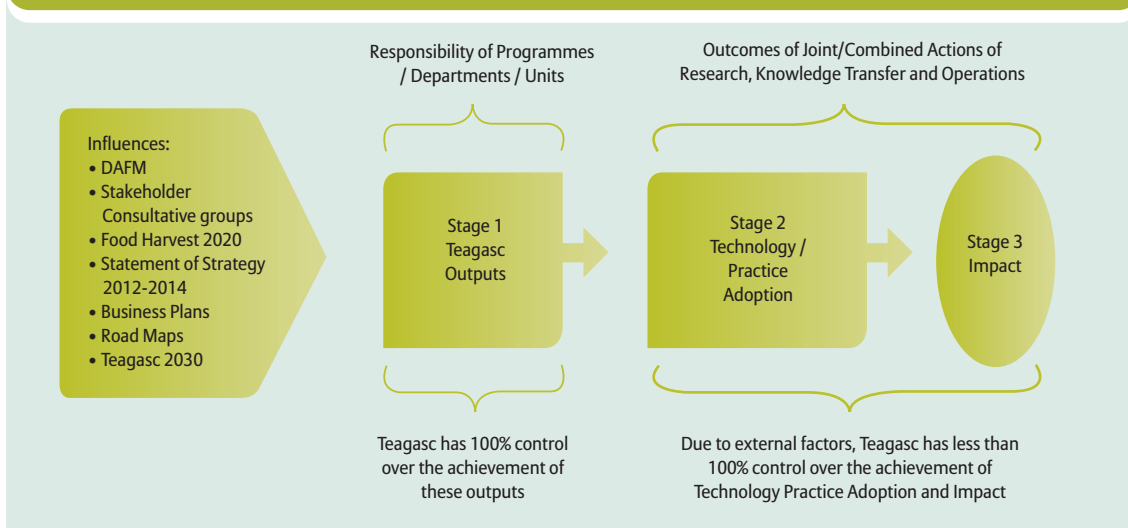 Responsibility of Programmes
/ Departments / Units
Outcomes of Joint/Combined Actions of
Research, Knowledge Transfer and Operations
Influences:
• DAFM
• Stakeholder
Consultative groups
• Food Harvest 2020
• Statement of Strategy
2012-2014
• Business Plans
• Road Maps
• Teagasc 2030
Stage 1
Teagasc
Outputs
Stage 2
Technology /
Practice
Adoption
Stage 3
Impact
Teagasc has 100% control
over the achievement of
these outputs
Due to external factors, Teagasc has less than
100% control over the achievement of
Technology Practice Adoption and Impact